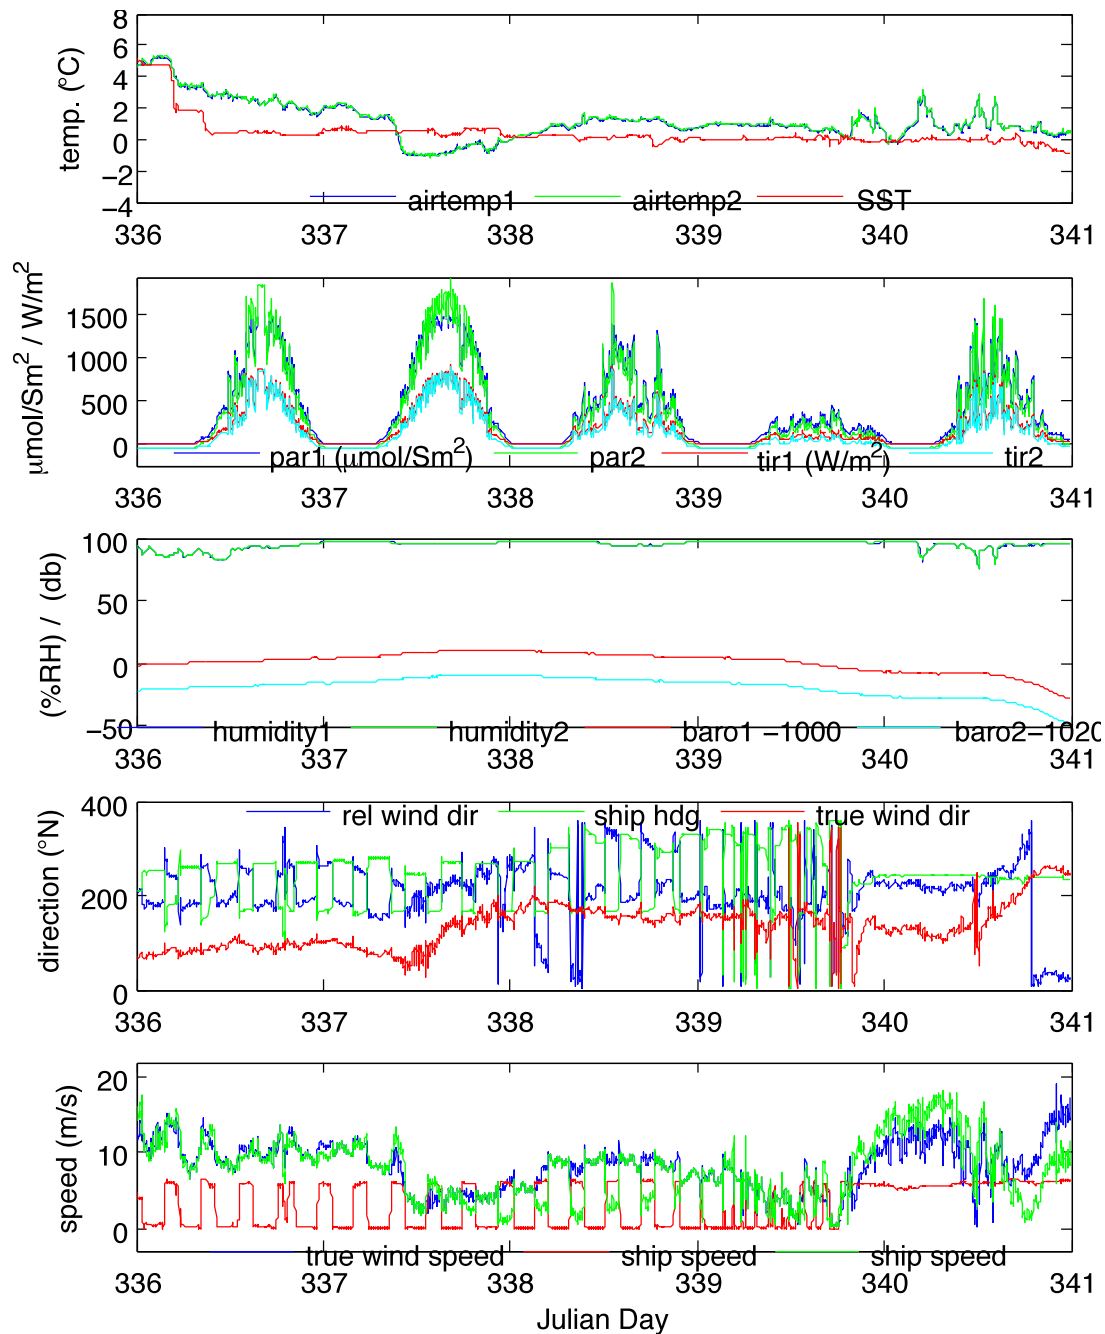 8
6
4
2
0
−2
−4
temp. (°C)
airtemp1 airtemp2 SST
336 337 338 339 340 341
1500
1000
500
0
μmol/Sm² / W/m²
par1 (μmol/Sm²) par2 tir1 (W/m²) tir2
336 337 338 339 340 341
100
50
0
−50
(%RH) / (db)
humidity1 humidity2 baro1 −1000 baro2−1020
336 337 338 339 340 341
400
200
0
direction (°N)
rel wind dir ship hdg true wind dir
336 337 338 339 340 341
20
10
0
speed (m/s)
true wind speed ship speed ship speed
336 337 338 339 340 341
Julian Day